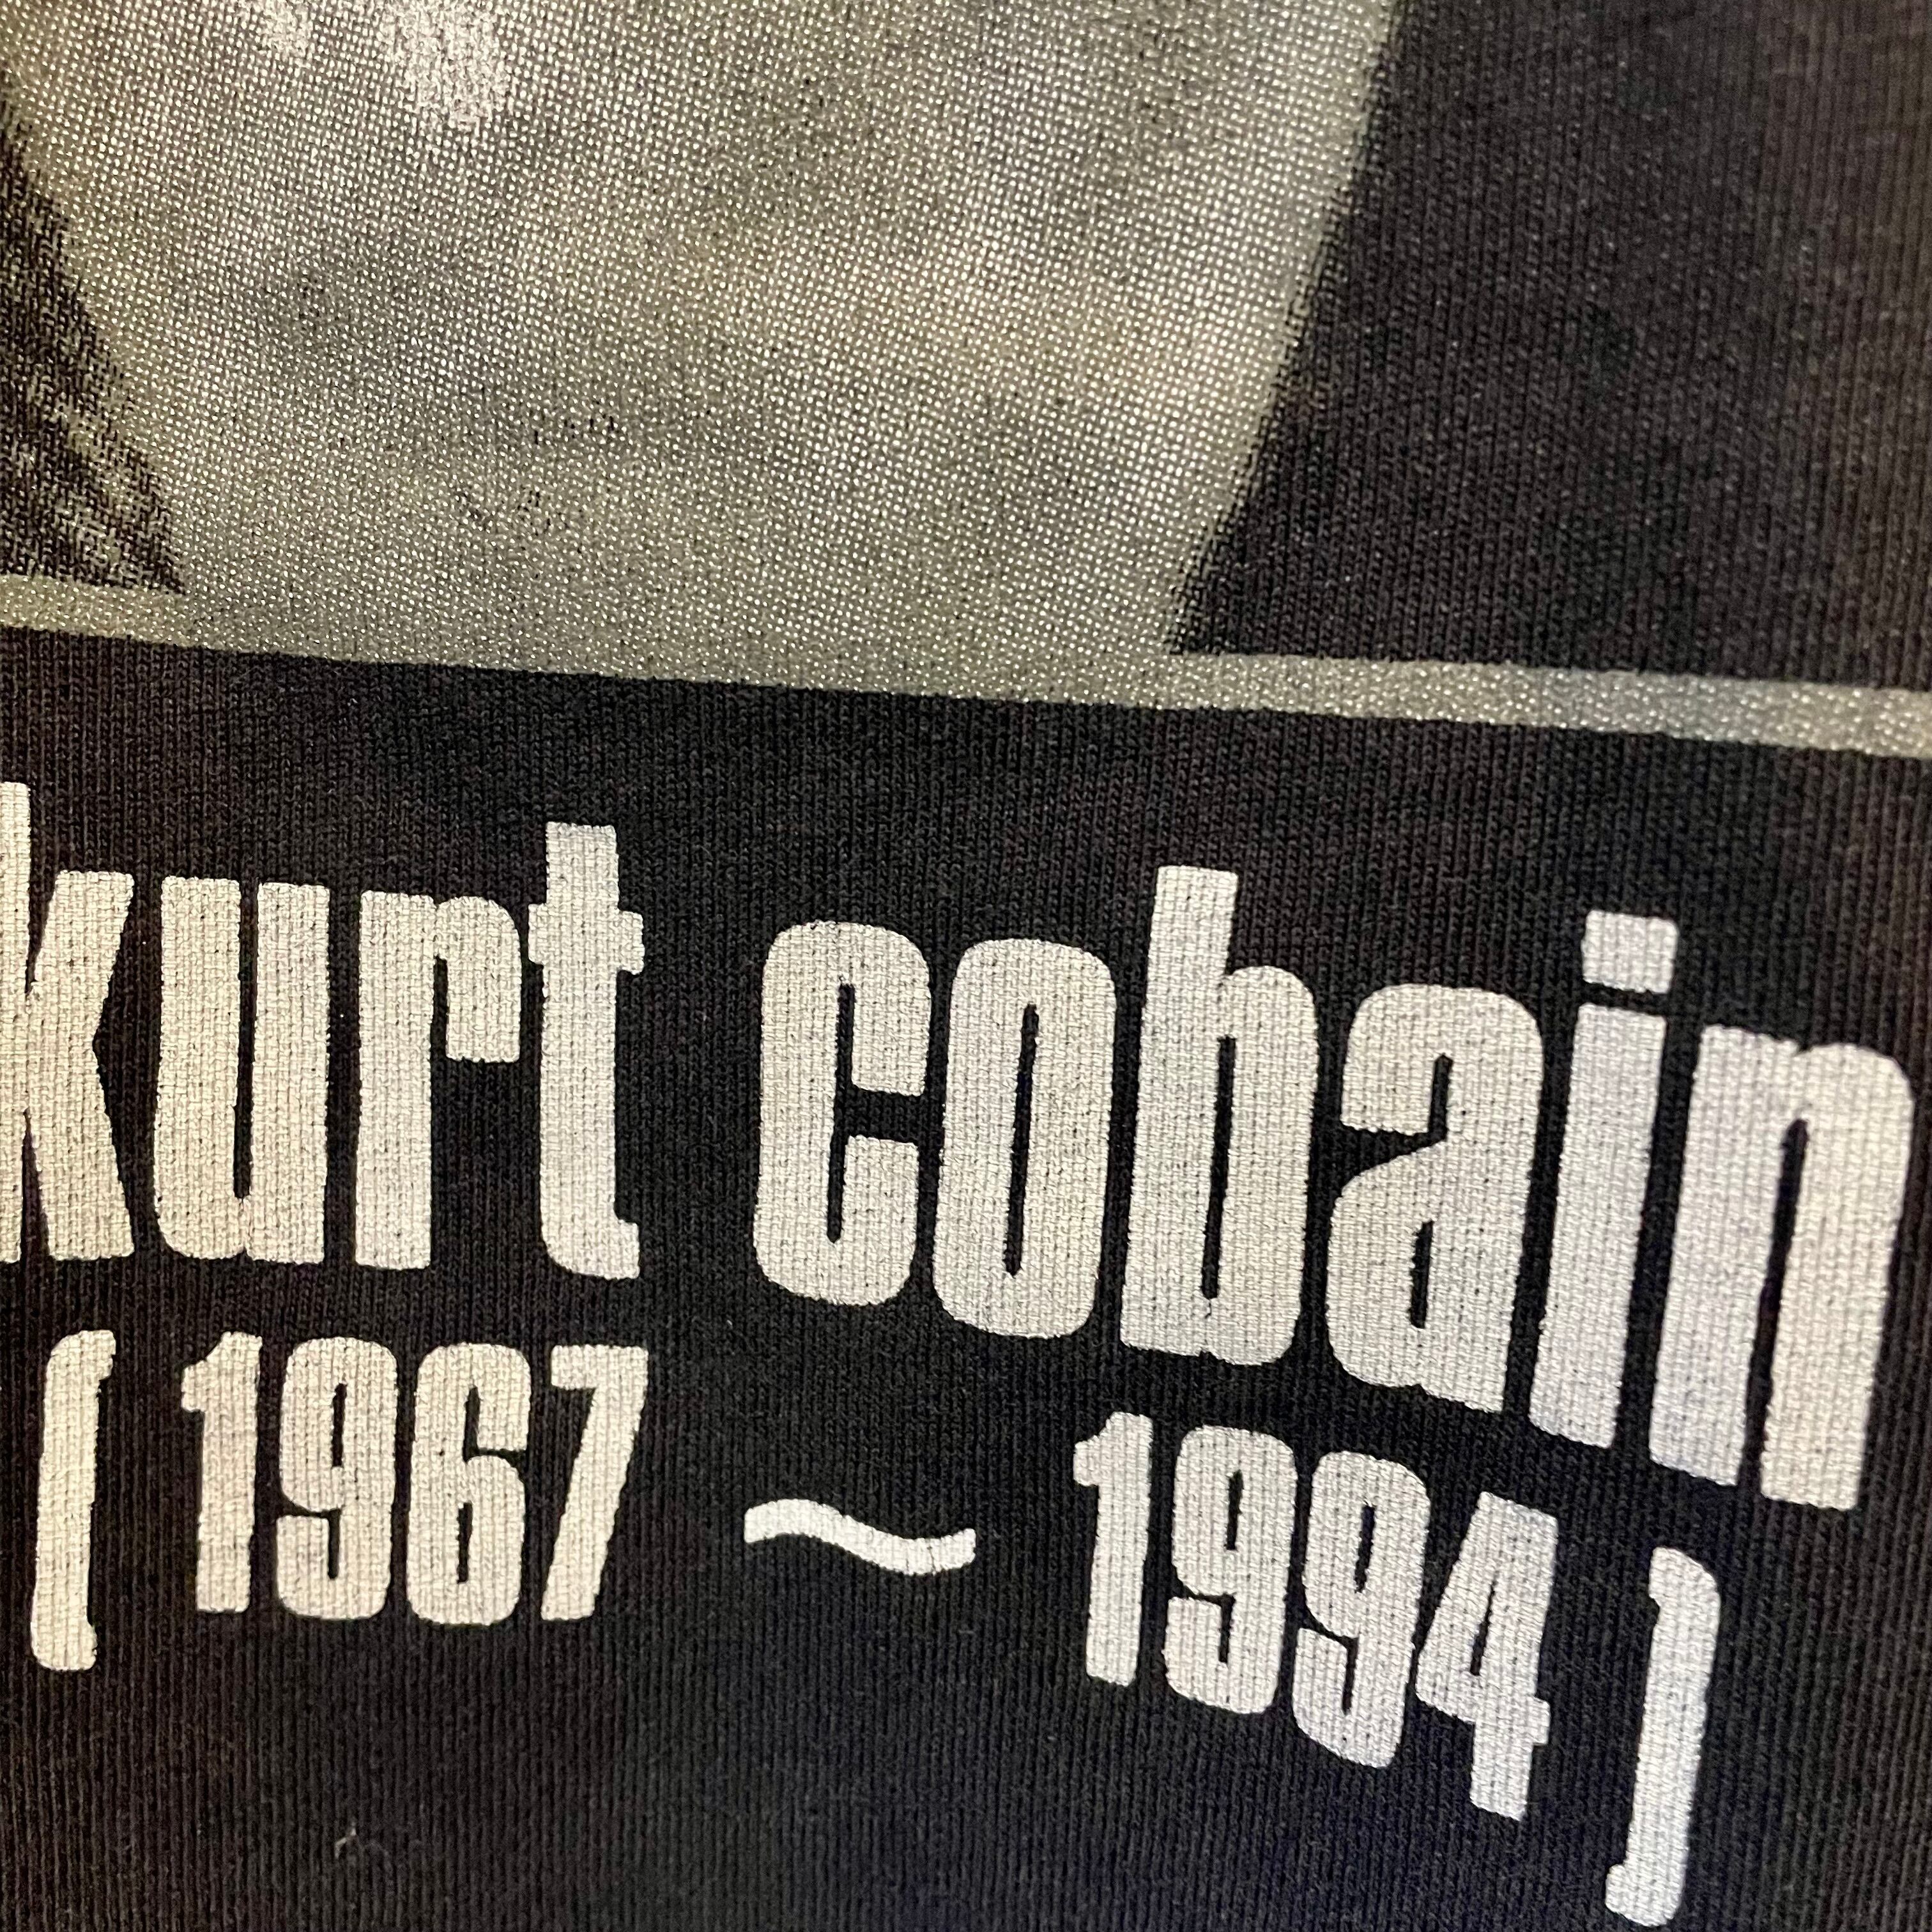 kurt cobain
( 1967 ~ 1994 )